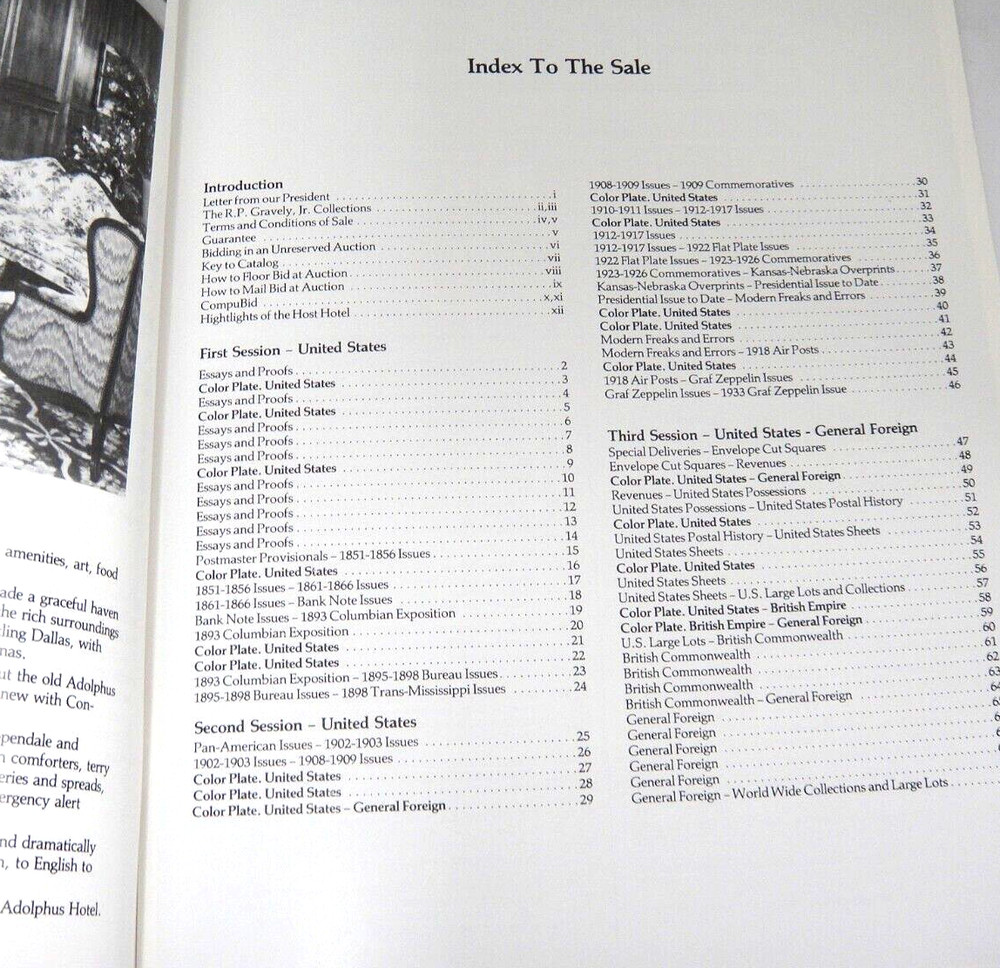 amenities, art, food
ade a graceful haven
he rich surroundings
ling Dallas, with
nas.
ut the old Adolphus
new with Con-
pendale and
n comforters, terry
eries and spreads,
ergency alert
nd dramatically
n, to English to
Adolphus Hotel.
Index To The Sale
Introduction
Letter from our President ... i
The R.P. Gravely, Jr. Collections ... ii,iii
Terms and Conditions of Sale ... iv,v
Guarantee ... v
Bidding in an Unreserved Auction ... vi
Key to Catalog ... vii
How to Floor Bid at Auction ... viii
How to Mail Bid at Auction ... ix
CompuBid ... x,xi
Hightlights of the Host Hotel ... xii
First Session – United States
Essays and Proofs ... 2
Color Plate. United States ... 3
Essays and Proofs ... 4
Color Plate. United States ... 5
Essays and Proofs ... 6
Essays and Proofs ... 7
Essays and Proofs ... 8
Color Plate. United States ... 9
Essays and Proofs ... 10
Essays and Proofs ... 11
Essays and Proofs ... 12
Essays and Proofs ... 13
Essays and Proofs ... 14
Postmaster Provisionals – 1851-1856 Issues ... 15
Color Plate. United States ... 16
1851-1856 Issues – 1861-1866 Issues ... 17
1861-1866 Issues – Bank Note Issues ... 18
Bank Note Issues – 1893 Columbian Exposition ... 19
1893 Columbian Exposition ... 20
Color Plate. United States ... 21
Color Plate. United States ... 22
1893 Columbian Exposition – 1895-1898 Bureau Issues ... 23
1895-1898 Bureau Issues – 1898 Trans-Mississippi Issues ... 24
Second Session – United States
Pan-American Issues – 1902-1903 Issues ... 25
1902-1903 Issues – 1908-1909 Issues ... 26
Color Plate. United States ... 27
Color Plate. United States ... 28
Color Plate. United States – General Foreign ... 29
1908-1909 Issues – 1909 Commemoratives ... 30
Color Plate. United States ... 31
1910-1911 Issues – 1912-1917 Issues ... 32
Color Plate. United States ... 33
1912-1917 Issues ... 34
1912-1917 Issues – 1922 Flat Plate Issues ... 35
1922 Flat Plate Issues – 1923-1926 Commemoratives ... 36
1923-1926 Commemoratives – Kansas-Nebraska Overprints ... 37
Kansas-Nebraska Overprints – Presidential Issue to Date ... 38
Presidential Issue to Date – Modern Freaks and Errors ... 39
Color Plate. United States ... 40
Color Plate. United States ... 41
Modern Freaks and Errors ... 42
Modern Freaks and Errors – 1918 Air Posts ... 43
Color Plate. United States ... 44
1918 Air Posts – Graf Zeppelin Issues ... 45
Graf Zeppelin Issues – 1933 Graf Zeppelin Issue ... 46
Third Session – United States - General Foreign
Special Deliveries – Envelope Cut Squares ... 47
Envelope Cut Squares – Revenues ... 48
Color Plate. United States – General Foreign ... 49
Revenues – United States Possessions ... 50
United States Possessions – United States Postal History ... 51
Color Plate. United States ... 52
United States Postal History – United States Sheets ... 53
United States Sheets ... 54
Color Plate. United States ... 55
United States Sheets ... 56
United States Sheets – U.S. Large Lots and Collections ... 57
Color Plate. United States – British Empire ... 58
Color Plate. British Empire – General Foreign ... 59
U.S. Large Lots – British Commonwealth ... 60
British Commonwealth ... 61
British Commonwealth ... 62
British Commonwealth ... 63
British Commonwealth – General Foreign ... 64
General Foreign ...
General Foreign ...
General Foreign ...
General Foreign ...
General Foreign ...
General Foreign – World Wide Collections and Large Lots ...